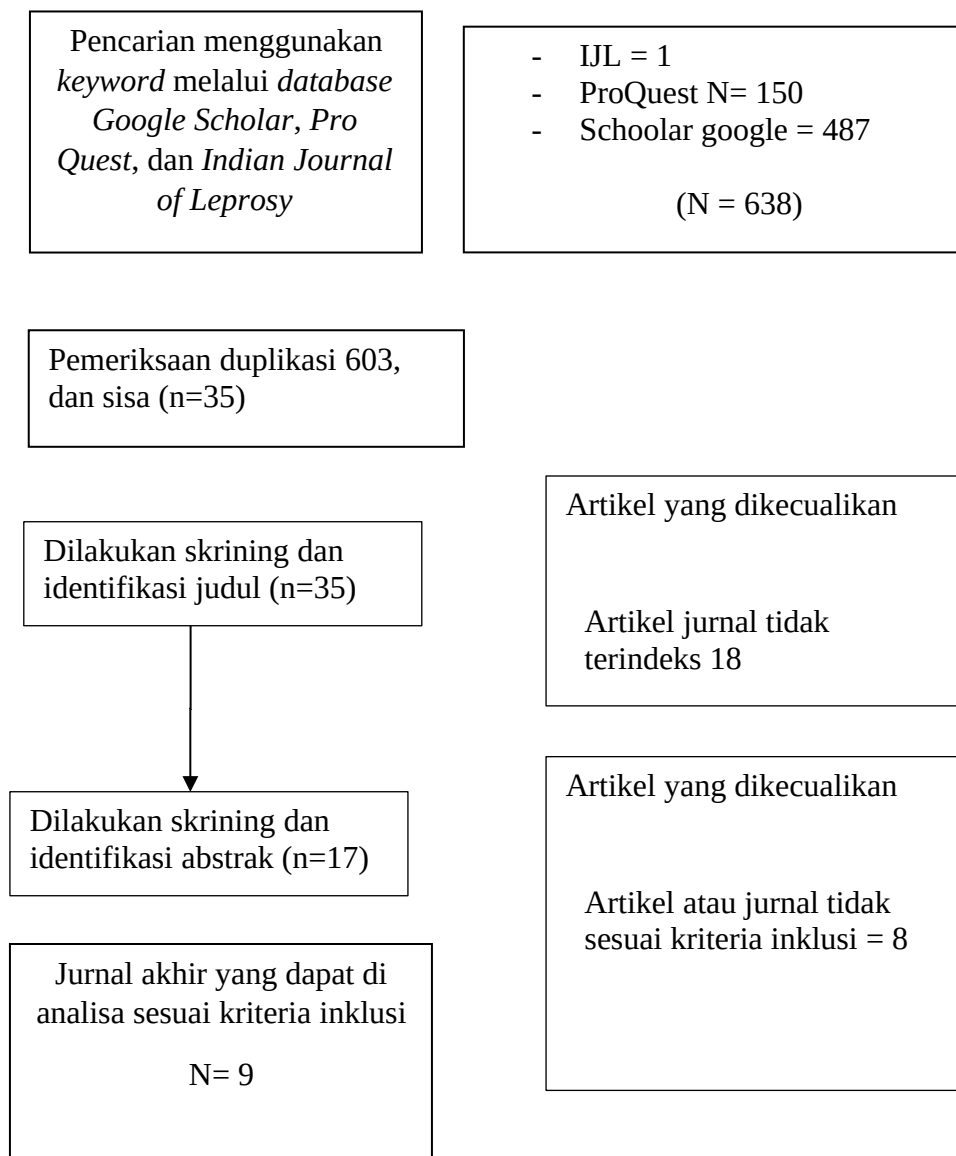 Pencarian menggunakan
keyword melalui database
Google Scholar, Pro
Quest, dan Indian Journal
of Leprosy
- IJL = 1
- ProQuest N= 150
- Schoolar google = 487
(N = 638)
Pemeriksaan duplikasi 603,
dan sisa (n=35)
Dilakukan skrining dan
identifikasi judul (n=35)
Artikel yang dikecualikan
Artikel jurnal tidak
terindeks 18
Dilakukan skrining dan
identifikasi abstrak (n=17)
Artikel yang dikecualikan
Artikel atau jurnal tidak
sesuai kriteria inklusi = 8
Jurnal akhir yang dapat di
analisa sesuai kriteria inklusi
N= 9